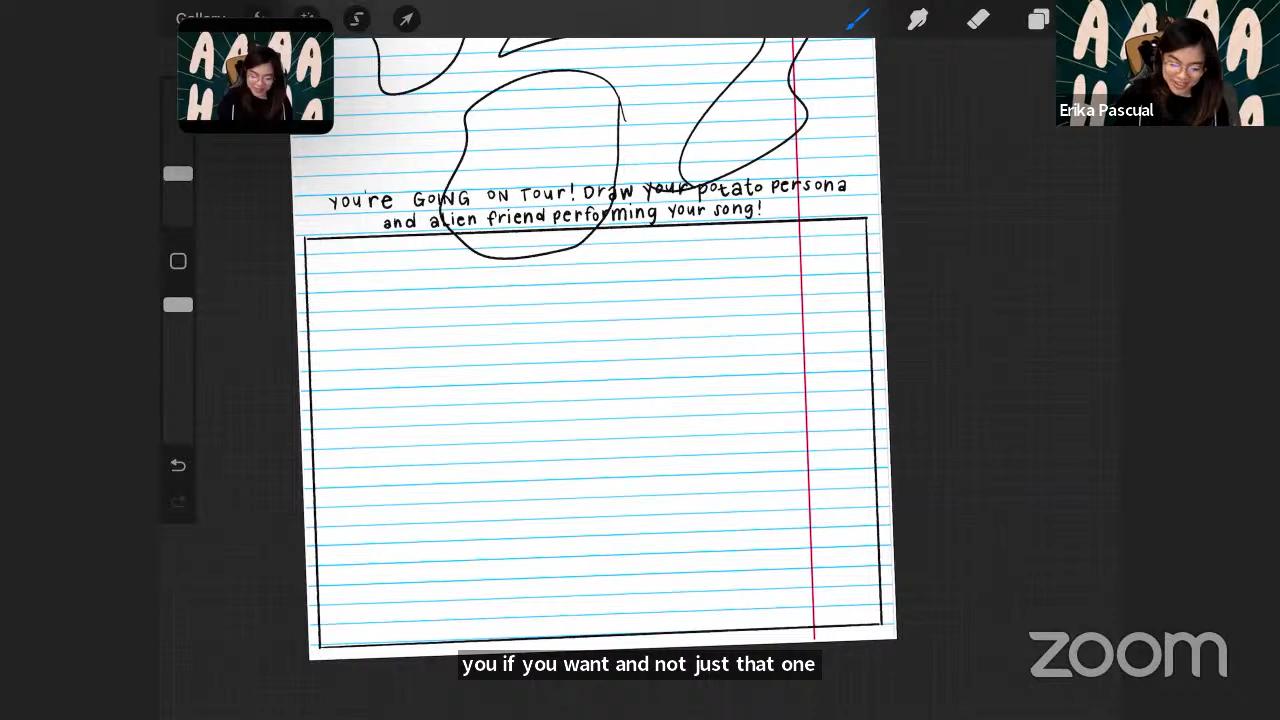 Gallery
Erika Pascual
you're GOING ON TOUR! Draw your potato persona
and alien friend performing your song!
you if you want and not just that one
zoom